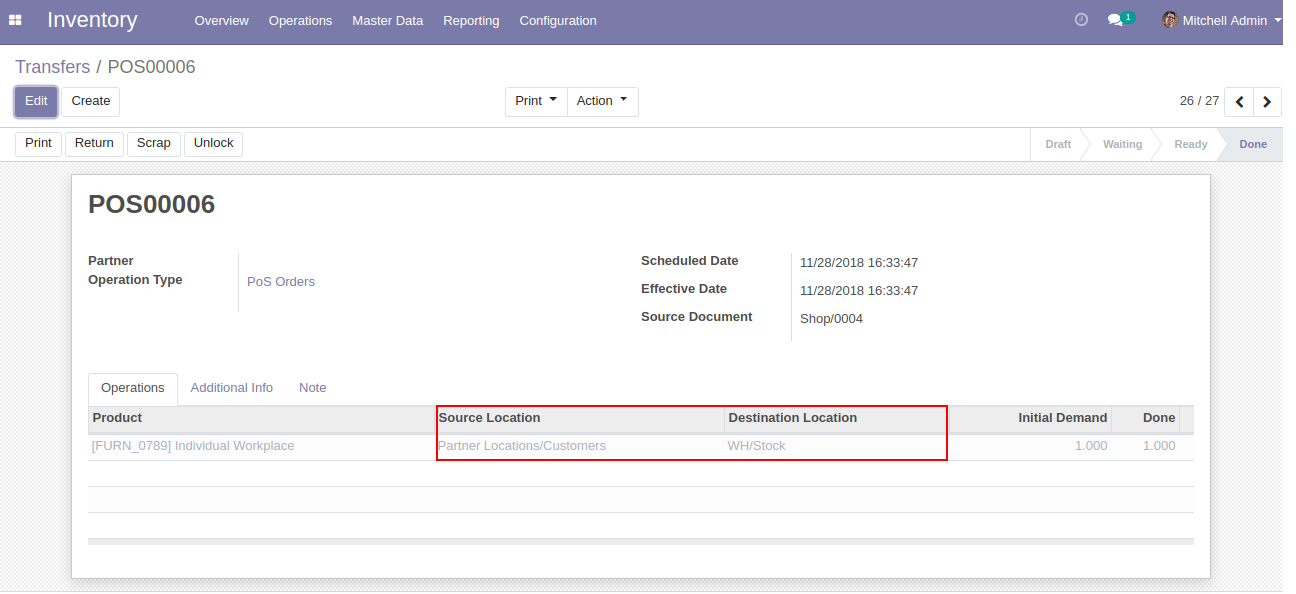 Inventory Overview Operations Master Data Reporting Configuration 1 Mitchell Admin
Transfers / POS00006
Edit Create Print Action 26 / 27
Print Return Scrap Unlock Draft Waiting Ready Done
POS00006
Partner
Operation Type PoS Orders
Scheduled Date 11/28/2018 16:33:47
Effective Date 11/28/2018 16:33:47
Source Document Shop/0004
Operations Additional Info Note
Product Source Location Destination Location Initial Demand Done
[FURN_0789] Individual Workplace Partner Locations/Customers WH/Stock 1.000 1.000